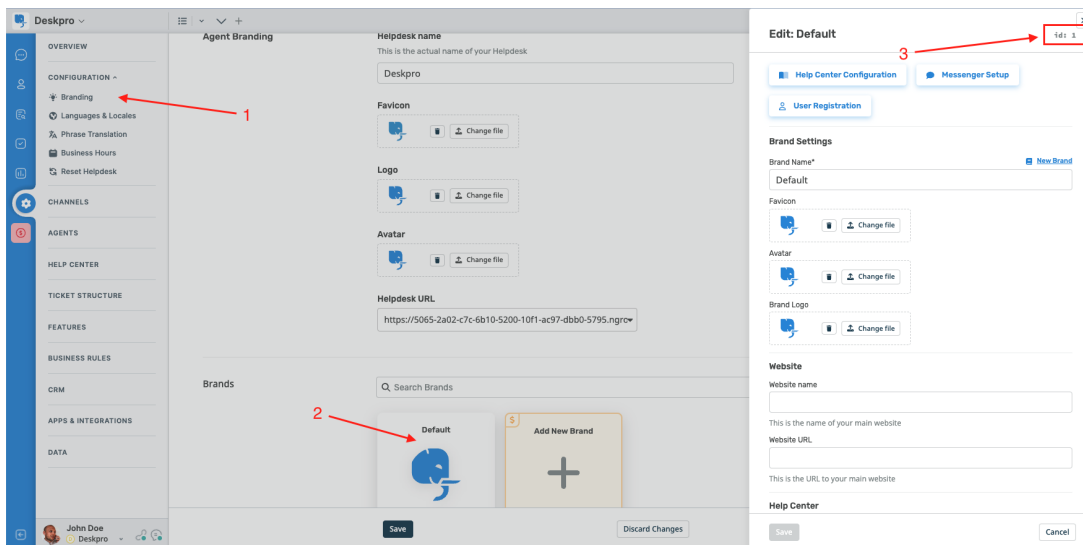 Deskpro
OVERVIEW
CONFIGURATION
Branding
Languages & Locales
Phrase Translation
Business Hours
Reset Helpdesk
CHANNELS
AGENTS
HELP CENTER
TICKET STRUCTURE
FEATURES
BUSINESS RULES
CRM
APPS & INTEGRATIONS
DATA
John Doe
Deskpro
1
Agent Branding
Helpdesk name
This is the actual name of your Helpdesk
Deskpro
Favicon
Change file
Logo
Change file
Avatar
Change file
Helpdesk URL
https://5065-2a02-c7c-6b10-5200-10f1-ac97-dbb0-5795.ngro
Brands
Search Brands
2
Default
$
Add New Brand
Save
Discard Changes
Edit: Default
3
id: 1
Help Center Configuration
Messenger Setup
User Registration
Brand Settings
Brand Name*
New Brand
Default
Favicon
Change file
Avatar
Change file
Brand Logo
Change file
Website
Website name
This is the name of your main website
Website URL
This is the URL to your main website
Help Center
Save
Cancel